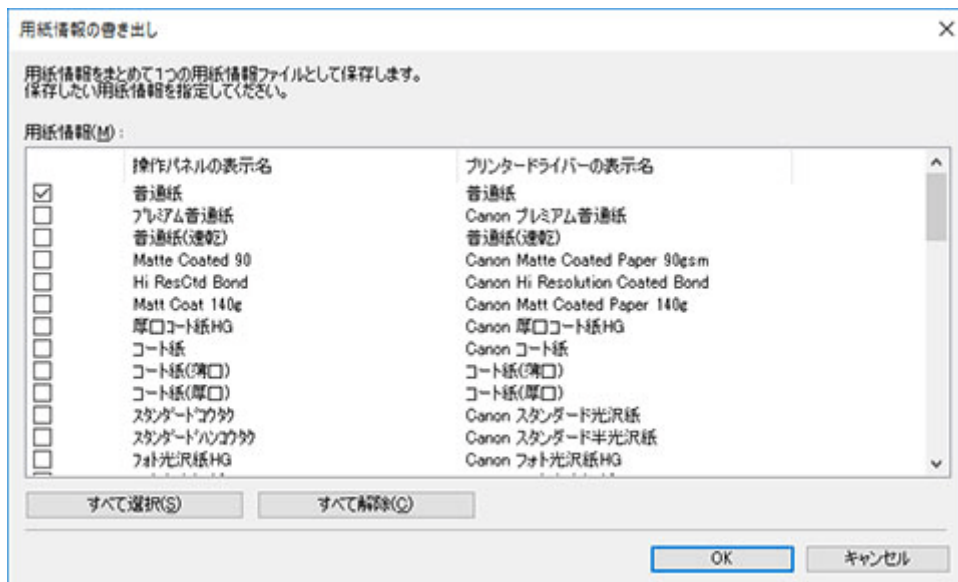 用紙情報の書き出し
用紙情報をまとめて1つの用紙情報ファイルとして保存します。
保存したい用紙情報を指定してください。
用紙情報(M):
操作パネルの表示名 プリンタードライバーの表示名
普通紙 普通紙
プレミアム普通紙 Canon プレミアム普通紙
普通紙(速乾) 普通紙(速乾)
Matte Coated 90 Canon Matte Coated Paper 90gsm
Hi ResCtd Bond Canon Hi Resolution Coated Bond
Matt Coat 140g Canon Matt Coated Paper 140g
厚口コート紙HG Canon 厚口コート紙HG
コート紙 Canon コート紙
コート紙(薄口) コート紙(薄口)
コート紙(厚口) コート紙(厚口)
スタンダードコウタク Canon スタンダード光沢紙
スタンダードハンコウタク Canon スタンダード半光沢紙
フォト光沢紙HG Canon フォト光沢紙HG
すべて選択(S) すべて解除(C)
OK キャンセル